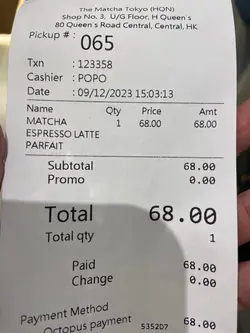 The Matcha Tokyo (HQN)
Shop No. 3, U/G Floor, H Queen's
80 Queen's Road Central, Central, HK
Pickup # : 065
Txn : 123358
Cashier : POPO
Date : 09/12/2023 15:03:13
Name Qty Price Amt
MATCHA 1 68.00 68.00
ESPRESSO LATTE
PARFAIT
Subtotal 68.00
Promo 0.00
Total 68.00
Total qty 1
Paid 68.00
Change 0.00
Payment Method
Octopus payment 535207 68.00